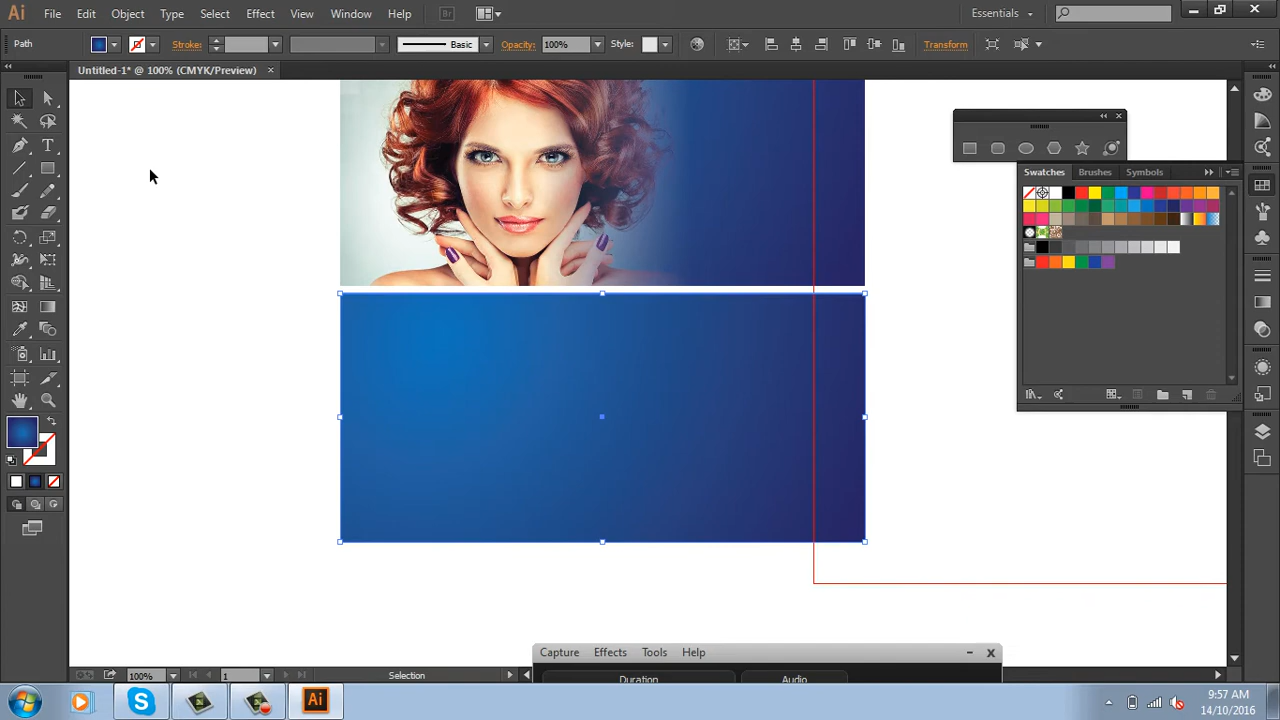 Ai File Edit Object Type Select Effect View Window Help Br Essentials
Path Stroke: Basic Opacity: 100% Style: Transform
Untitled-1* @ 100% (CMYK/Preview)
T
Swatches Brushes Symbols
100% 1 Selection
Capture Effects Tools Help
Duration Audio
Ai
9:57 AM
14/10/2016